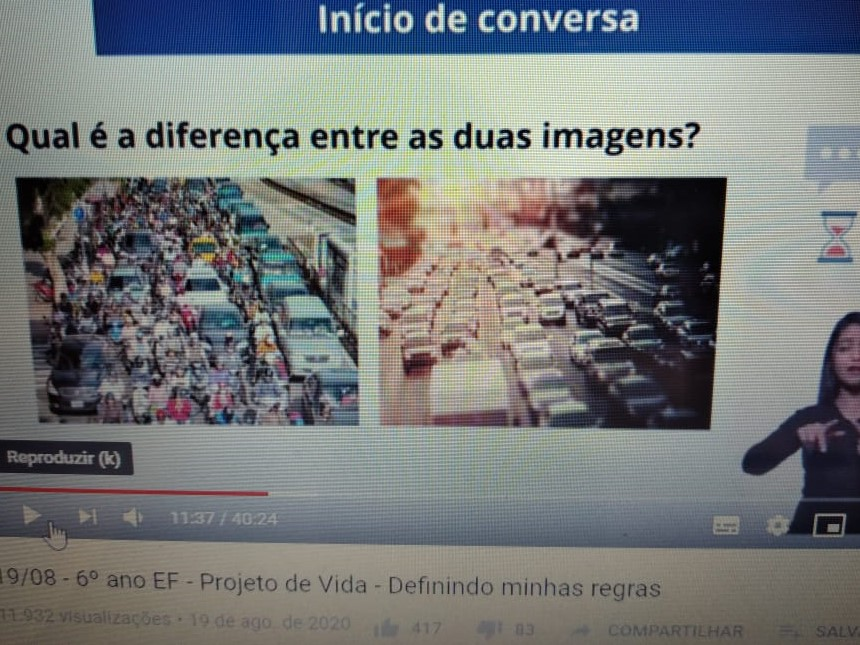 Início de conversa
Qual é a diferença entre as duas imagens?
Reproduzir (k)
11:37 / 40:24
19/08 - 6º ano EF - Projeto de Vida - Definindo minhas regras
11.932 visualizações • 19 de ago. de 2020
417
83
COMPARTILHAR
SALV